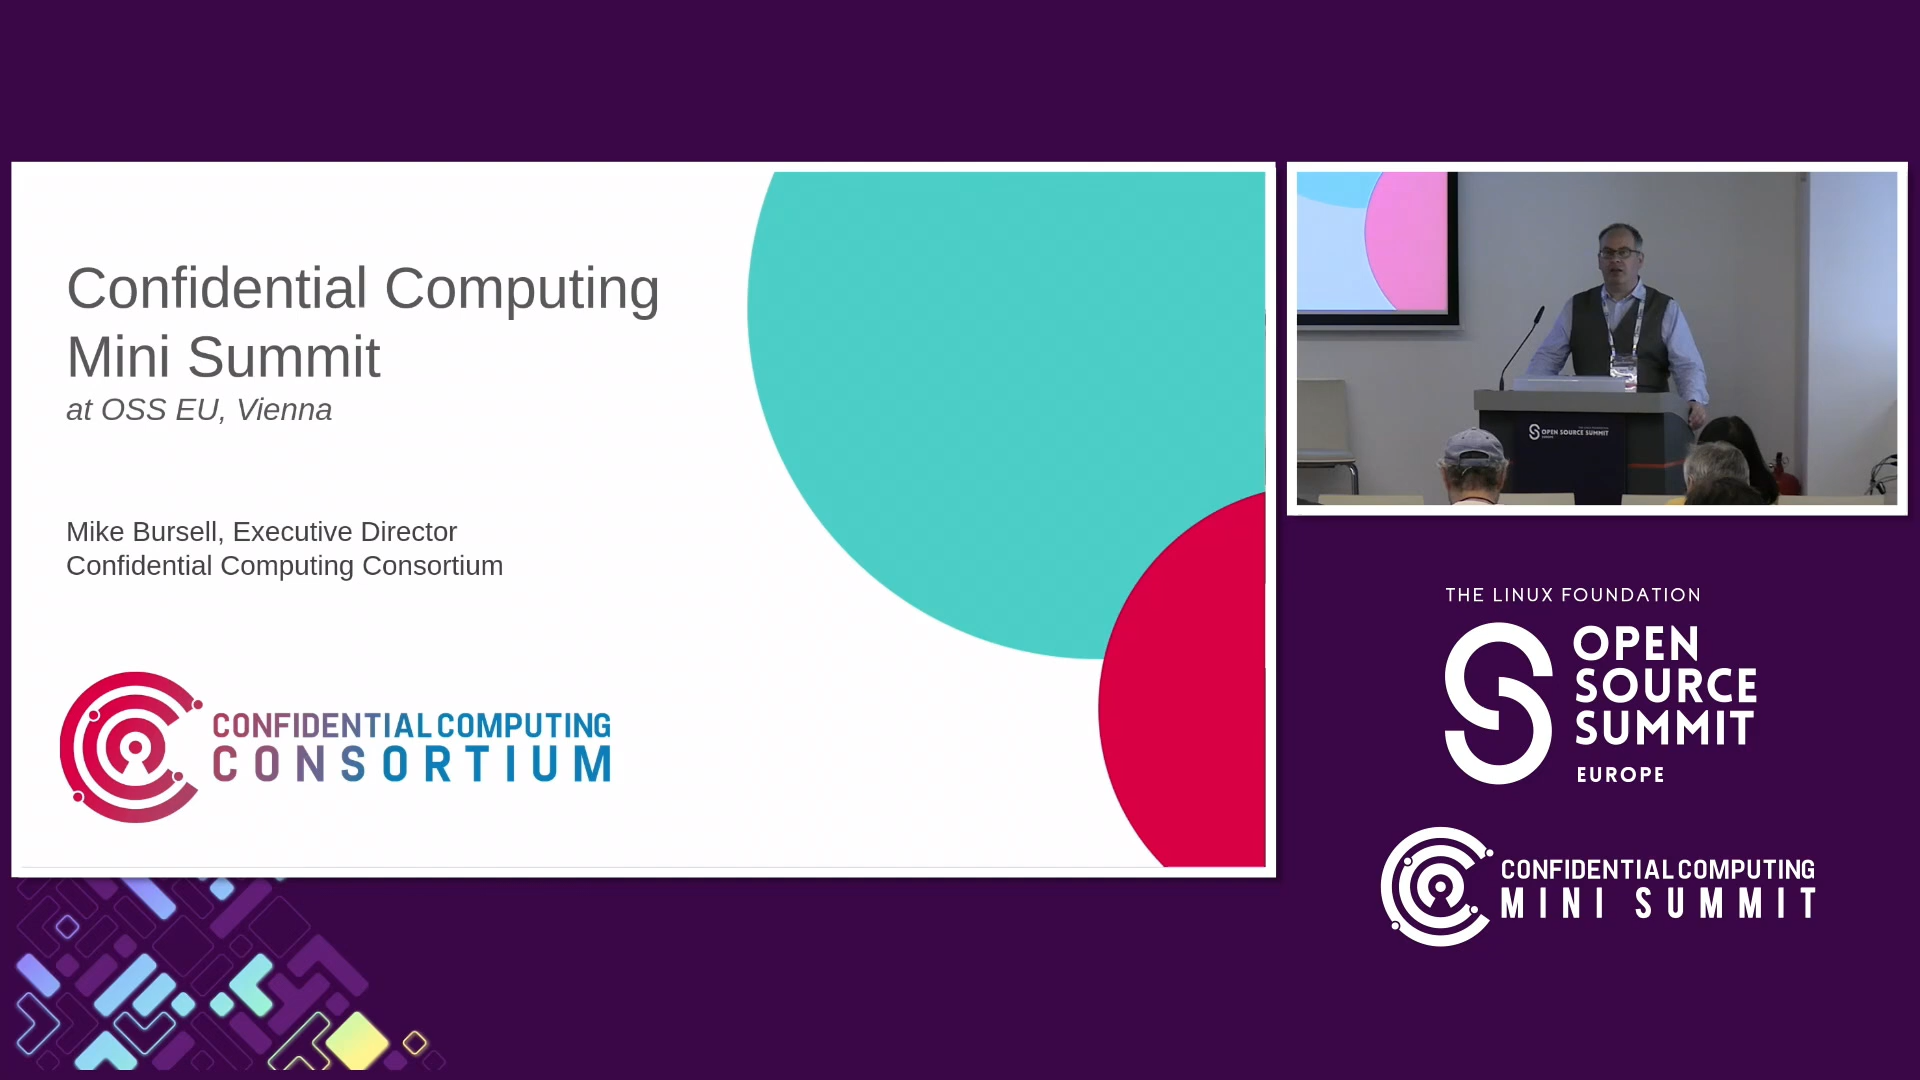 Confidential Computing
Mini Summit
at OSS EU, Vienna
Mike Bursell, Executive Director
Confidential Computing Consortium
CONFIDENTIAL COMPUTING
CONSORTIUM
OPEN SOURCE SUMMIT
THE LINUX FOUNDATION
OPEN
SOURCE
SUMMIT
EUROPE
CONFIDENTIAL COMPUTING
MINI SUMMIT